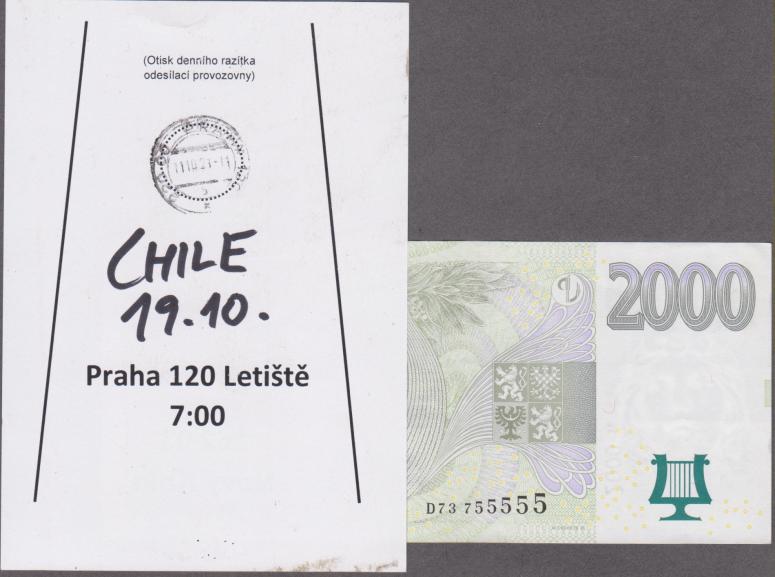 (Otisk denního razítka
odesílací provozovny)
CHILE
19.10.
Praha 120 Letiště
7:00
2000
D73 755555